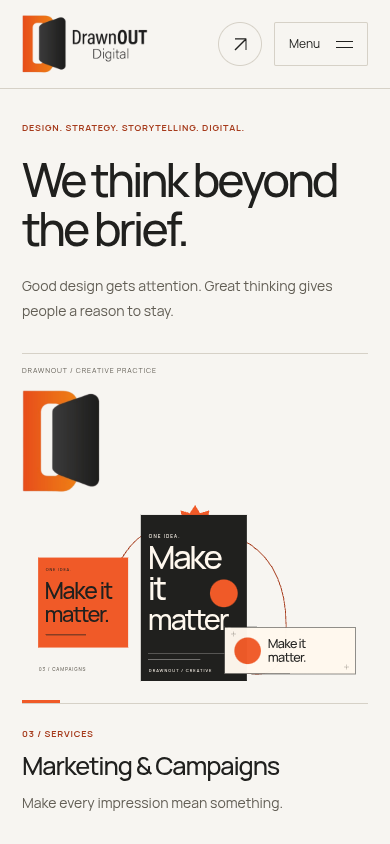 DrawnOUT
Digital
Menu
DESIGN. STRATEGY. STORYTELLING. DIGITAL.
We think beyond
the brief.
Good design gets attention. Great thinking gives
people a reason to stay.
DRAWNOUT / CREATIVE PRACTICE
ONE IDEA
Make it
matter.
03 / CAMPAIGNS
ONE IDEA.
Make
it
matter.
DRAWNOUT / CREATIVE
Make it
matter.
03 / SERVICES
Marketing & Campaigns
Make every impression mean something.